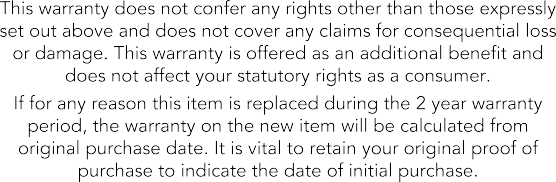 This warranty does not confer any rights other than those expressly
set out above and does not cover any claims for consequential loss
or damage. This warranty is offered as an additional benefit and
does not affect your statutory rights as a consumer.
If for any reason this item is replaced during the 2 year warranty
period, the warranty on the new item will be calculated from
original purchase date. It is vital to retain your original proof of
purchase to indicate the date of initial purchase.